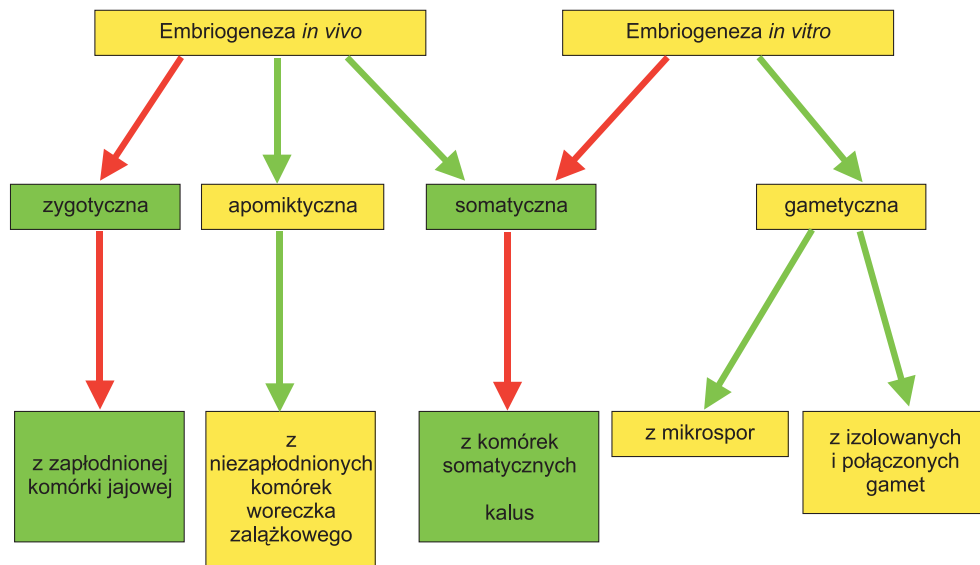 Embriogeneza in vivo
Embriogeneza in vitro
zygotyczna
apomiktyczna
somatyczna
gametyczna
z zapłodnionej
komórki jajowej
z
niezapłodnionych
komórek
woreczka
zalążkowego
z komórek
somatycznych
kalus
z mikrospor
z izolowanych
i połączonych
gamet